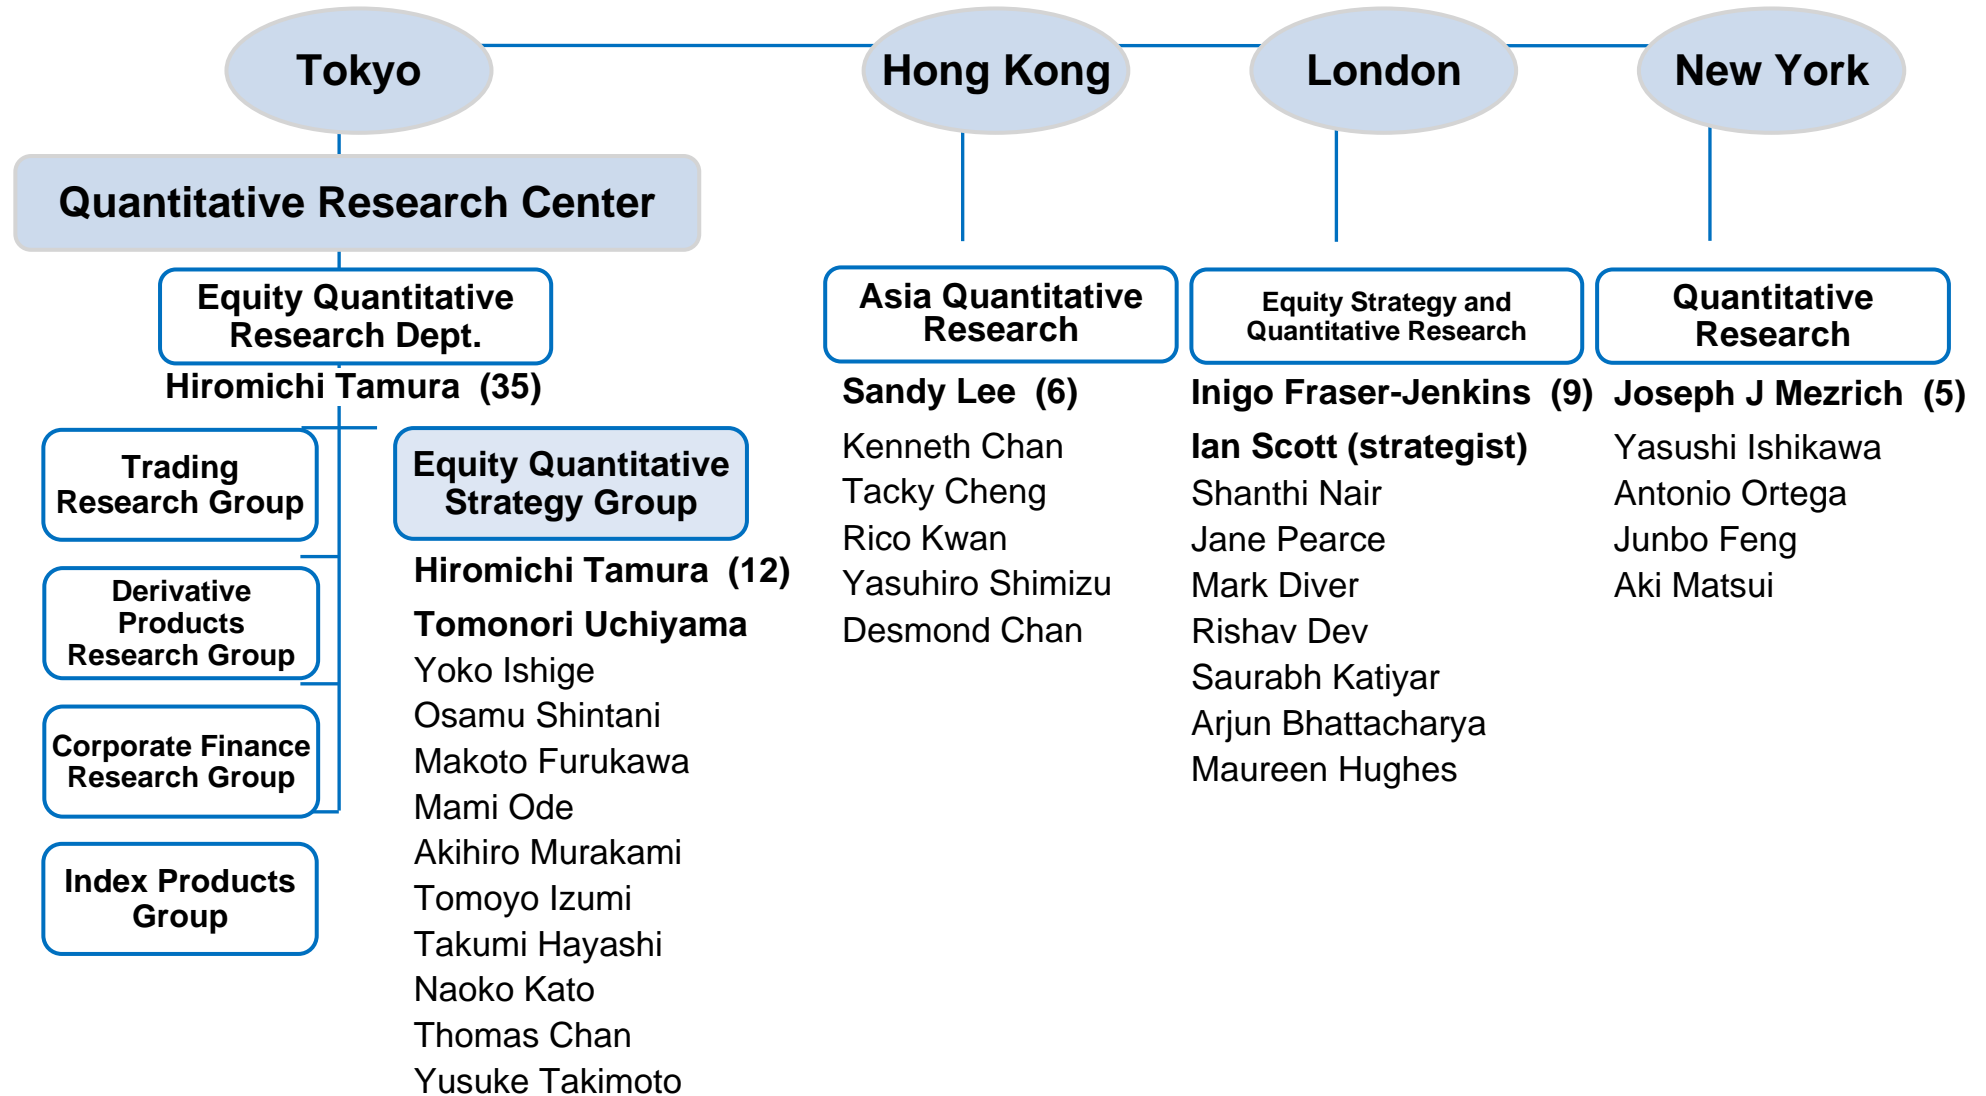 Tokyo
Hong Kong
London
New York
Quantitative Research Center
Equity Quantitative
Research Dept.
Hiromichi Tamura (35)
Trading
Research Group
Derivative
Products
Research Group
Corporate Finance
Research Group
Index Products
Group
Equity Quantitative
Strategy Group
Hiromichi Tamura (12)
Tomonori Uchiyama
Yoko Ishige
Osamu Shintani
Makoto Furukawa
Mami Ode
Akihiro Murakami
Tomoyo Izumi
Takumi Hayashi
Naoko Kato
Thomas Chan
Yusuke Takimoto
Asia Quantitative
Research
Sandy Lee (6)
Kenneth Chan
Tacky Cheng
Rico Kwan
Yasuhiro Shimizu
Desmond Chan
Equity Strategy and
Quantitative Research
Inigo Fraser-Jenkins (9)
Ian Scott (strategist)
Shanthi Nair
Jane Pearce
Mark Diver
Rishav Dev
Saurabh Katiyar
Arjun Bhattacharya
Maureen Hughes
Quantitative
Research
Joseph J Mezrich (5)
Yasushi Ishikawa
Antonio Ortega
Junbo Feng
Aki Matsui